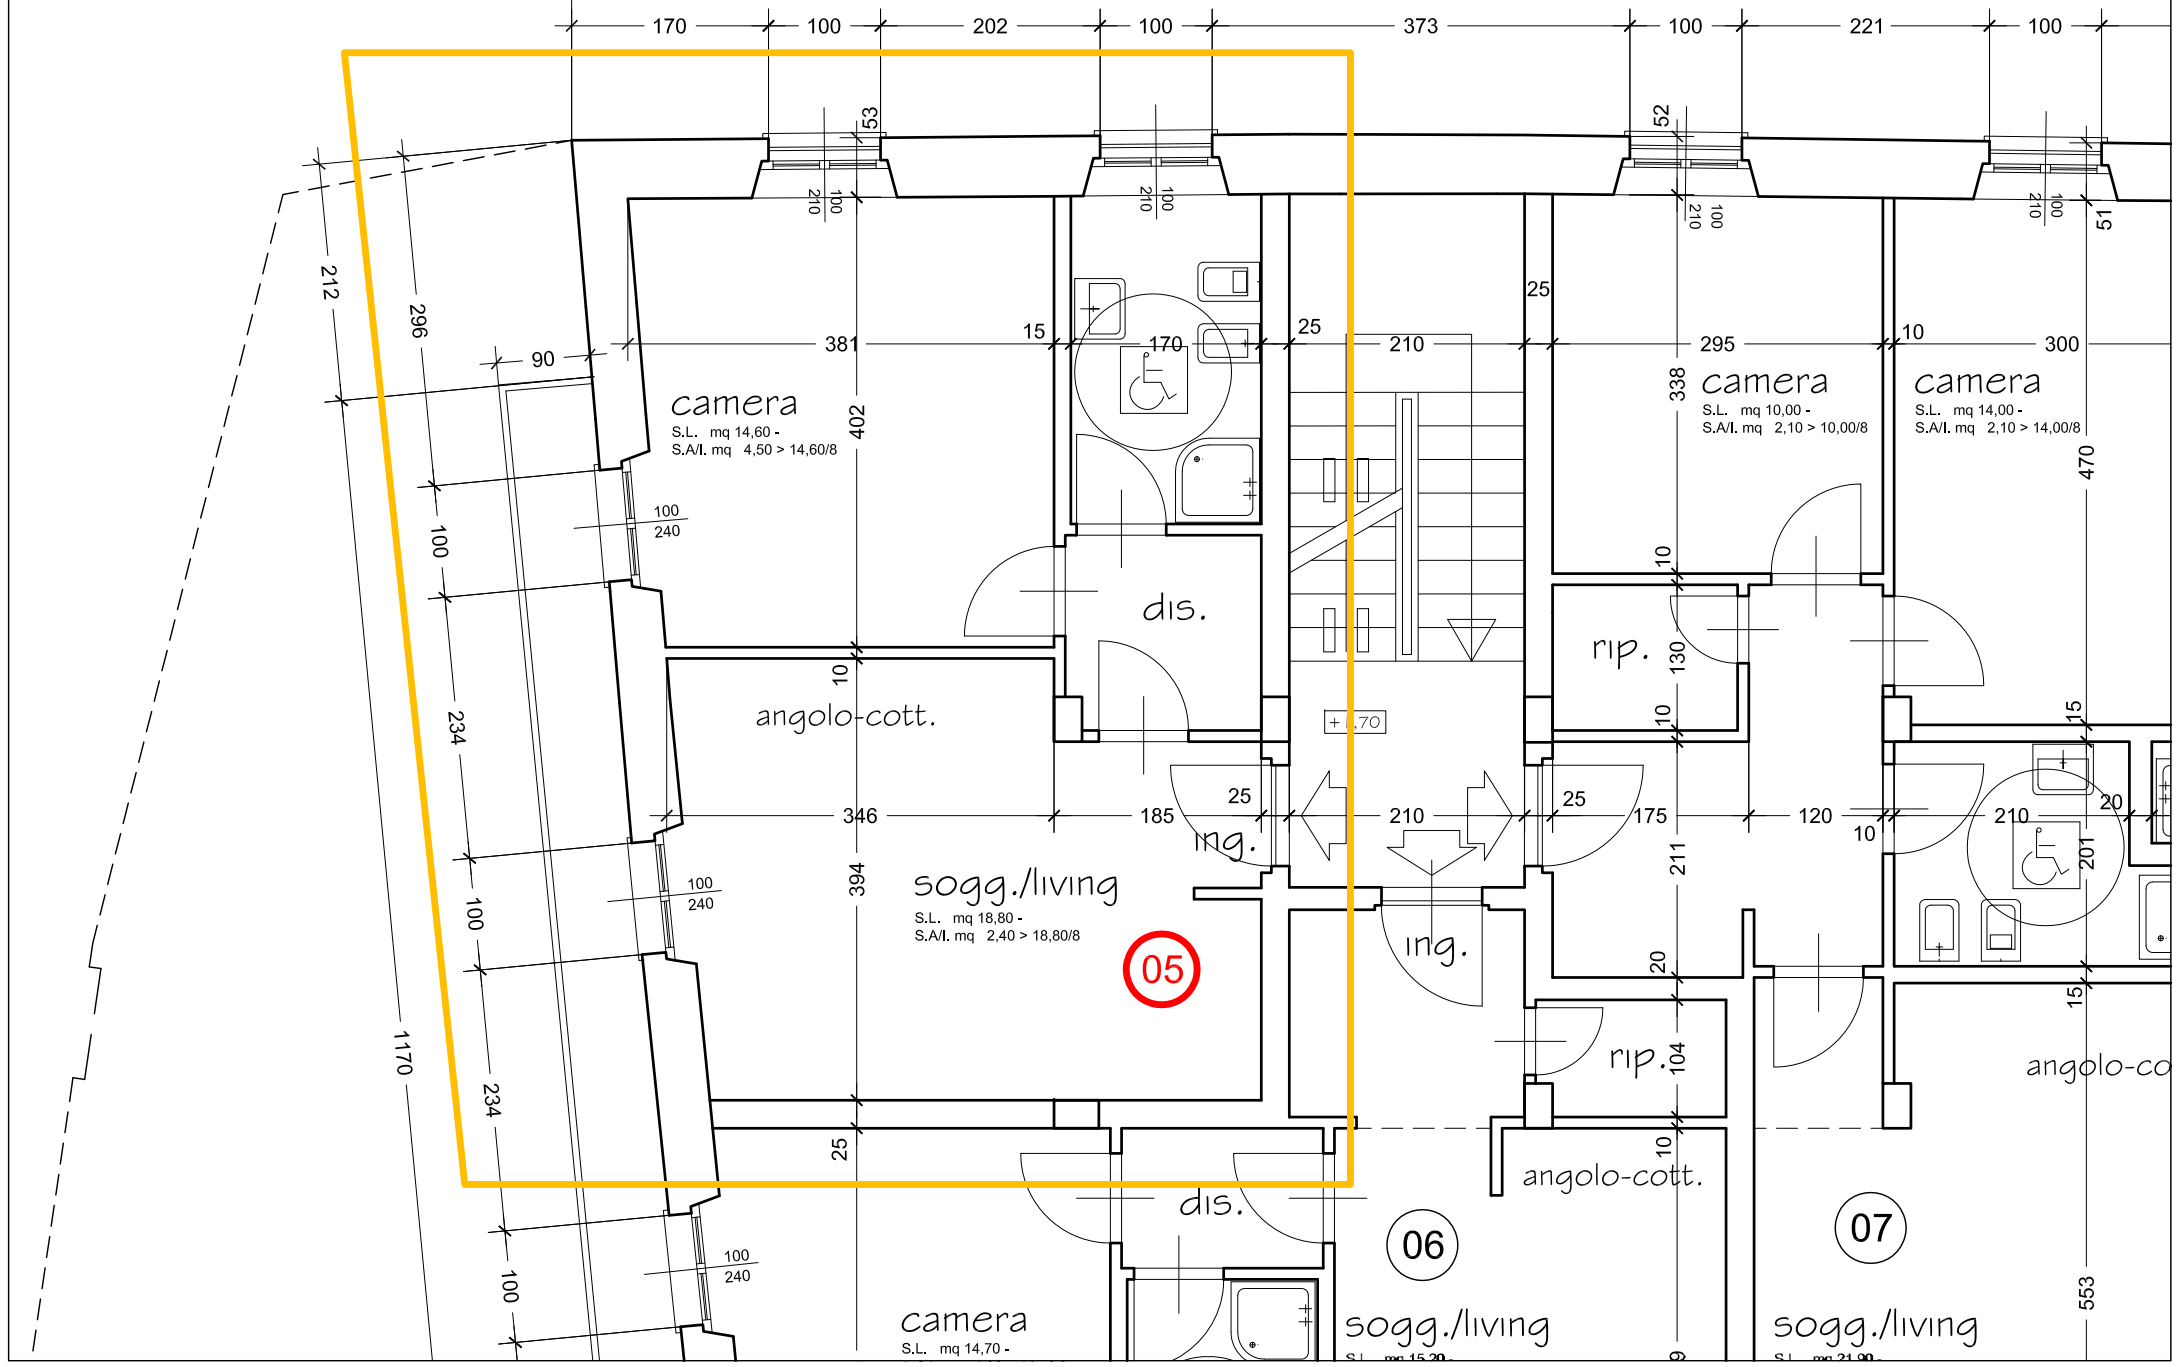 170 100 202 100 373 100 221 100
53 52
100
210
100
210
100
210
100
210
51
212
296
90
381 15 170 25 210 25 295 10 300
camera
S.L. mq 14,60 -
S.A/I. mq 4,50 > 14,60/8
402
338
camera
S.L. mq 10,00 -
S.A/I. mq 2,10 > 10,00/8
camera
S.L. mq 14,00 -
S.A/I. mq 2,10 > 14,00/8
470
100
100
240
10
dis.
rip.
130
10
10
15
234
angolo-cott.
346 185 25 210 25 175 120 10 210 20
ing.
211
201
394
sogg./living
S.L. mq 18,80 -
S.A/I. mq 2,40 > 18,80/8
100
100
240
05
ing.
20
15
1170
234
rip.
104
angolo-co
25
10
angolo-cott.
dis.
06
07
100
100
240
553
camera
S.L. mq 14,70 -
sogg./living
S.L. mq 15,20 -
sogg./living
S.L. mq 21,90 -
9